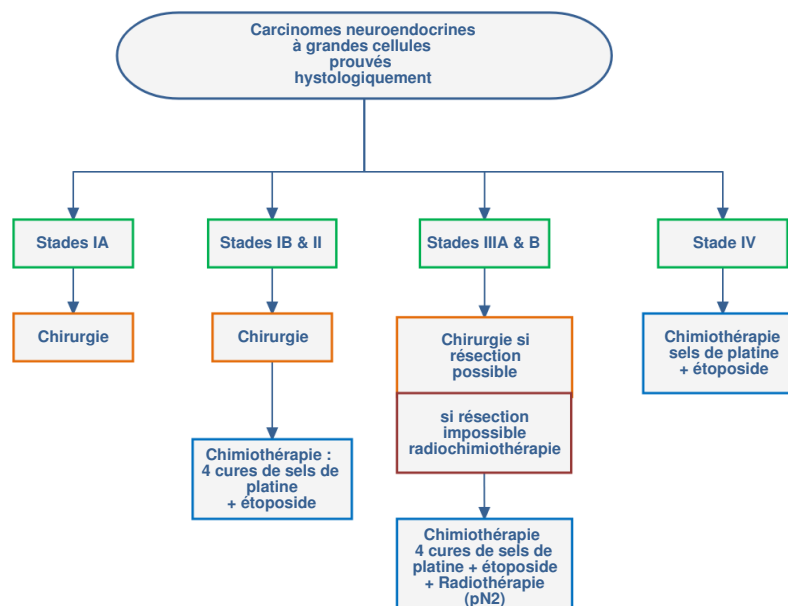 Carcinomes neuroendocrines
à grandes cellules
prouvés
hystologiquement
Stades IA
Stades IB & II
Stades IIIA & B
Stade IV
Chirurgie
Chirurgie
Chirurgie si
résection
possible
Chimiothérapie
sels de platine
+ étoposide
si résection
impossible
radiochimiothérapie
Chimiothérapie :
4 cures de sels de
platine
+ étoposide
Chimiothérapie
4 cures de sels de
platine + étoposide
+ Radiothérapie
(pN2)